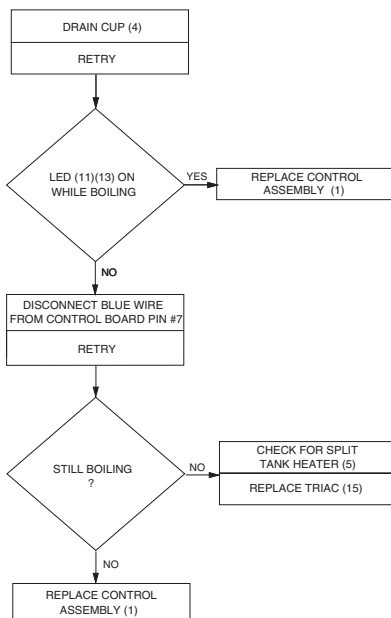 DRAIN CUP (4)
RETRY
LED (11)(13) ON
WHILE BOILING
YES
REPLACE CONTROL
ASSEMBLY (1)
NO
DISCONNECT BLUE WIRE
FROM CONTROL BOARD PIN #7
RETRY
STILL BOILING
?
NO
CHECK FOR SPLIT
TANK HEATER (5)
REPLACE TRIAC (15)
NO
REPLACE CONTROL
ASSEMBLY (1)